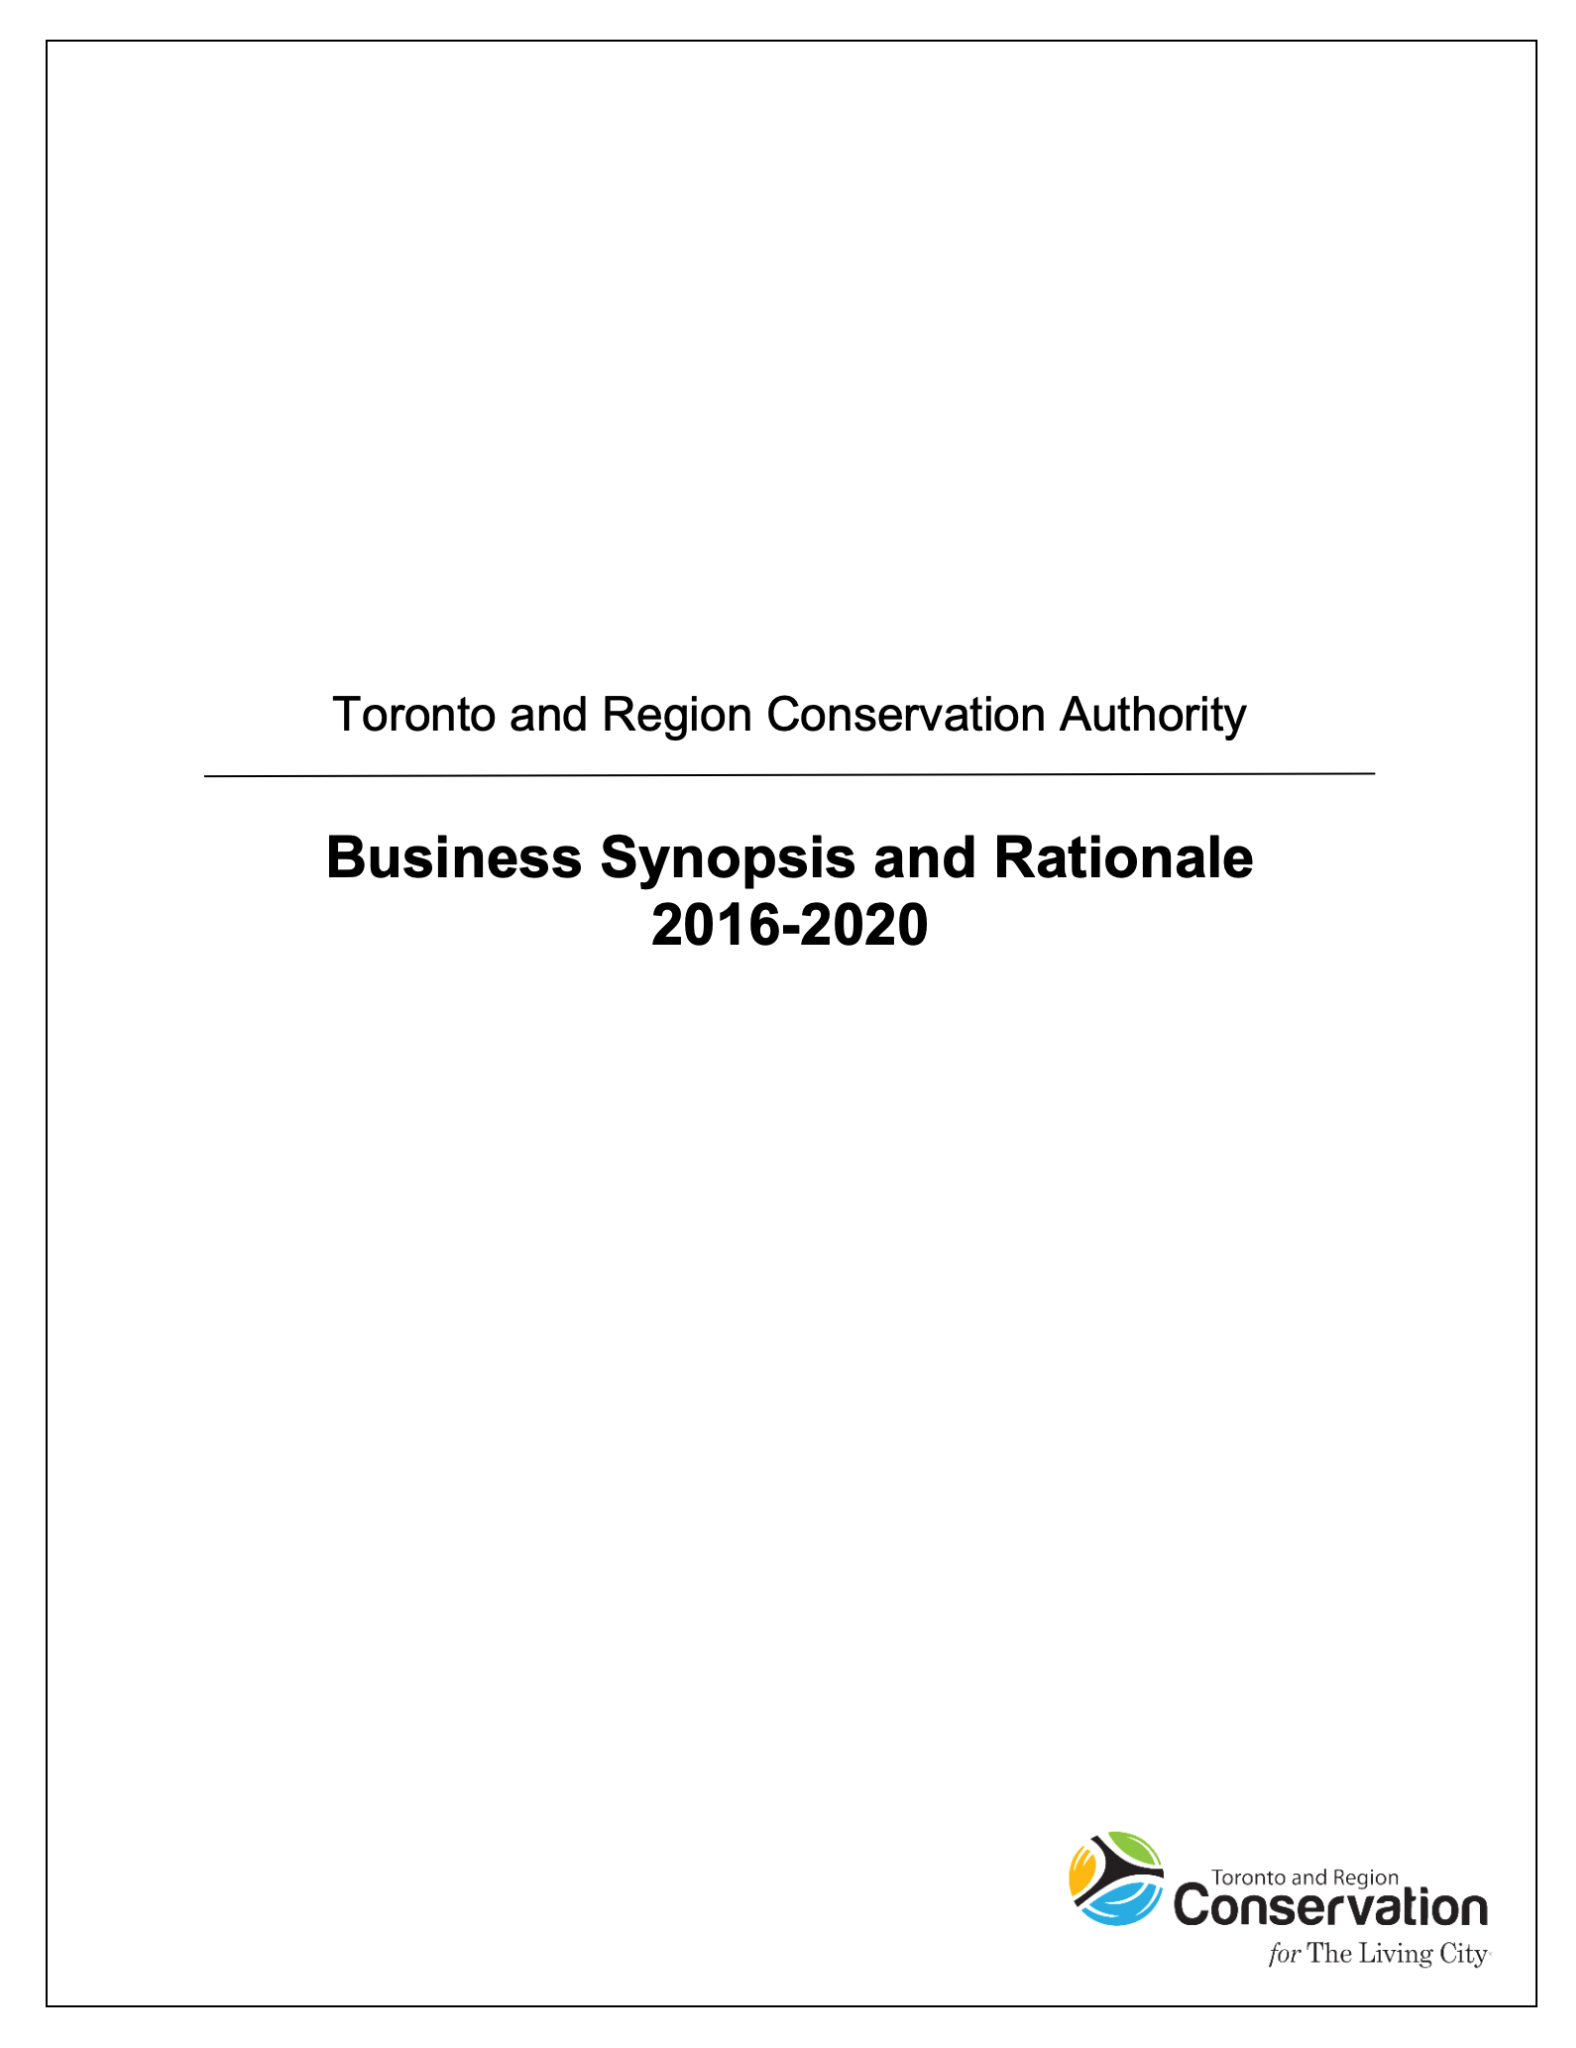 Toronto and Region Conservation Authority
Business Synopsis and Rationale
2016-2020
Toronto and Region
Conservation
for The Living City